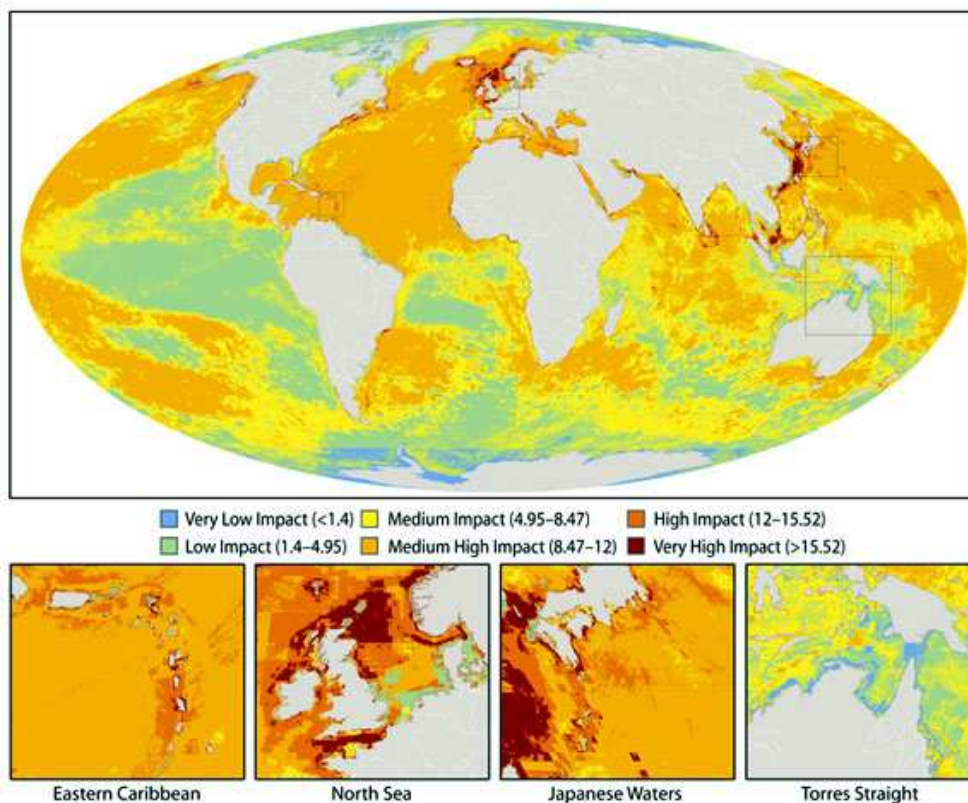 Very Low Impact (<1.4)
Medium Impact (4.95–8.47)
High Impact (12–15.52)
Low Impact (1.4–4.95)
Medium High Impact (8.47–12)
Very High Impact (>15.52)
Eastern Caribbean
North Sea
Japanese Waters
Torres Straight